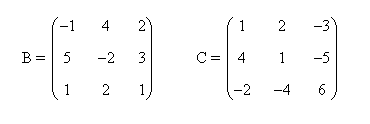 B = ( −1 4 2 ; 5 −2 3 ; 1 2 1 )
C = ( 1 2 −3 ; 4 1 −5 ; −2 −4 6 )